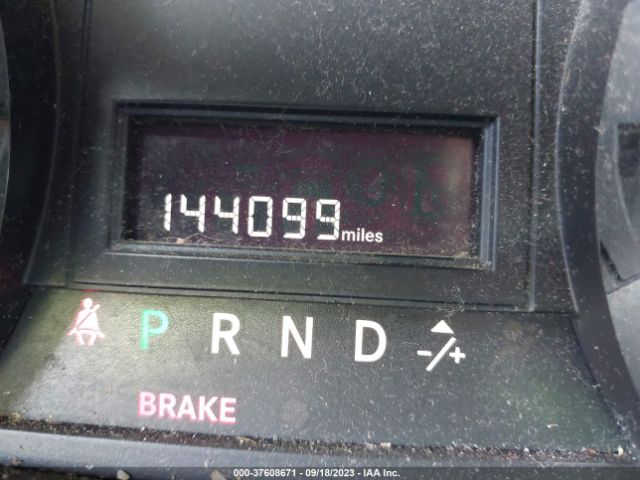 144099 miles
P R N D -/+
BRAKE
000-37608671 - 09/18/2023 - IAA Inc.